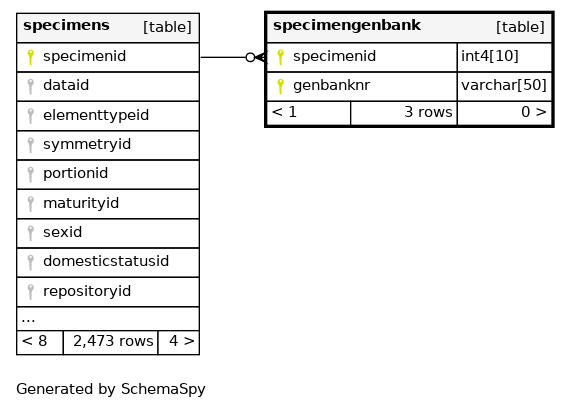 specimens [table]
specimenid
dataid
elementtypeid
symmetryid
portionid
maturityid
sexid
domesticstatusid
repositoryid
...
< 8 2,473 rows 4 >
specimengenbank [table]
specimenid int4[10]
genbanknr varchar[50]
< 1 3 rows 0 >
Generated by SchemaSpy